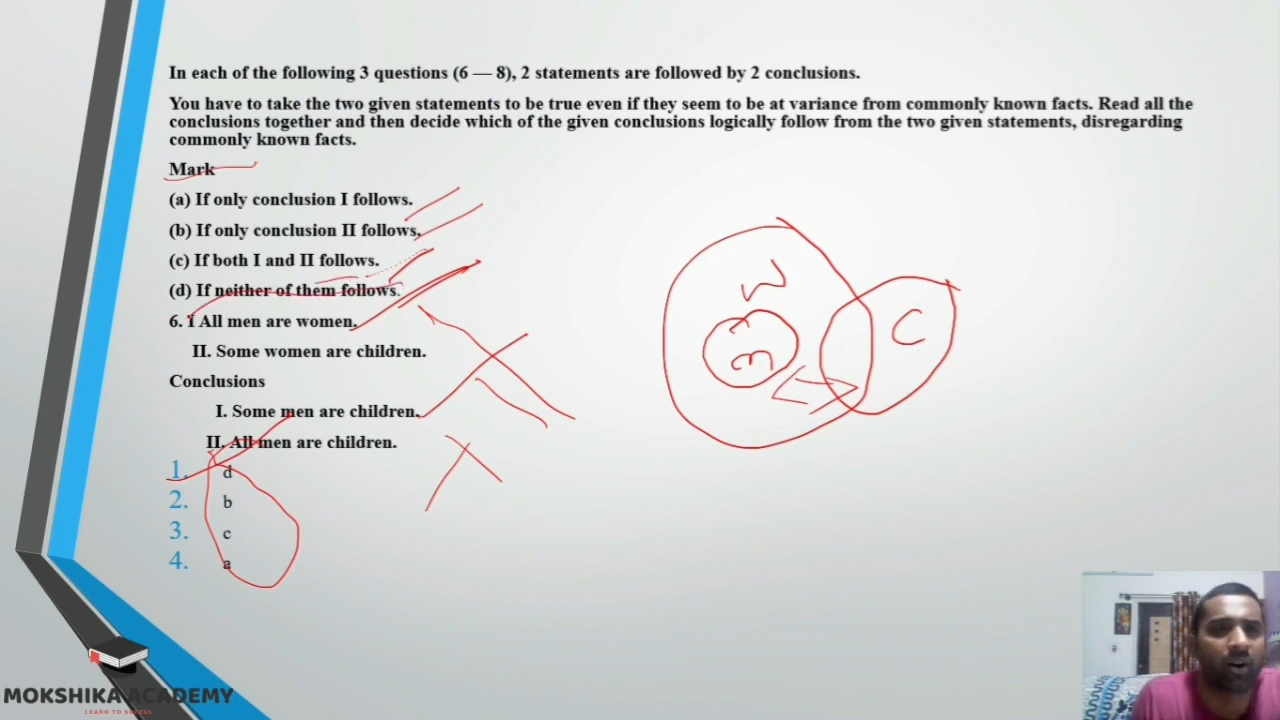 In each of the following 3 questions (6 — 8), 2 statements are followed by 2 conclusions.
You have to take the two given statements to be true even if they seem to be at variance from commonly known facts. Read all the
conclusions together and then decide which of the given conclusions logically follow from the two given statements, disregarding
commonly known facts.
Mark
(a) If only conclusion I follows.
(b) If only conclusion II follows.
(c) If both I and II follows.
(d) If neither of them follows.
6. I All men are women.
II. Some women are children.
Conclusions
I. Some men are children.
II. All men are children.
1. d
2. b
3. c
4. a
W
m
C
MOKSHIKA ACADEMY
LEARN TO SUCESS